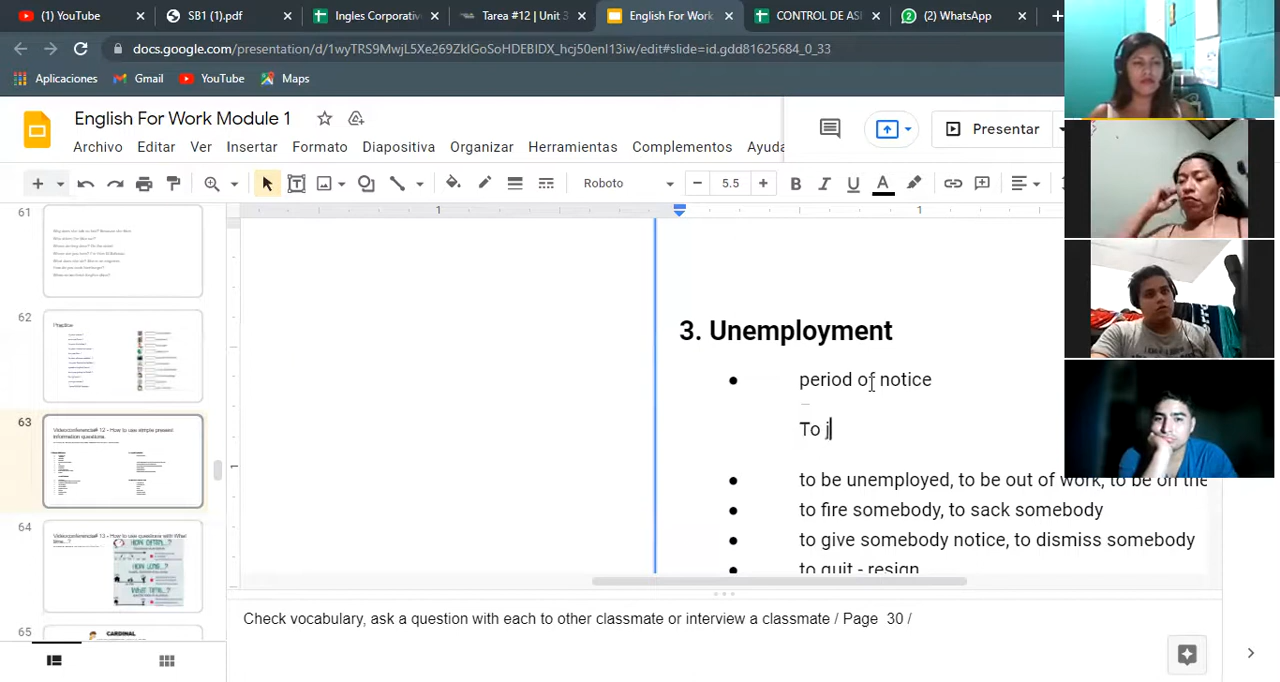 (1) YouTube
SB1 (1).pdf
Ingles Corporativ
Tarea #12 | Unit 3
English For Work
CONTROL DE ASI
(2) WhatsApp
docs.google.com/presentation/d/1wyTRS9MwjL5Xe269ZklGoSoHDEBIDX_hcj50enI13iw/edit#slide=id.gdd81625684_0_33
Aplicaciones
Gmail
YouTube
Maps
English For Work Module 1
Presentar
Archivo Editar Ver Insertar Formato Diapositiva Organizar Herramientas Complementos Ayuda
Roboto
5.5
1
1
61
62
Practice
63
Videoconferencia# 12 - How to use simple present information questions.
64
Videoconferencia # 13 - How to use questions with What time...?
HOW OFTEN...?
HOW LONG...?
WHAT TIME...?
65
CARDINAL
3. Unemployment
period of notice
To j
to be unemployed, to be out of work, to be on the
to fire somebody, to sack somebody
to give somebody notice, to dismiss somebody
to quit - resign
Check vocabulary, ask a question with each to other classmate or interview a classmate / Page 30 /